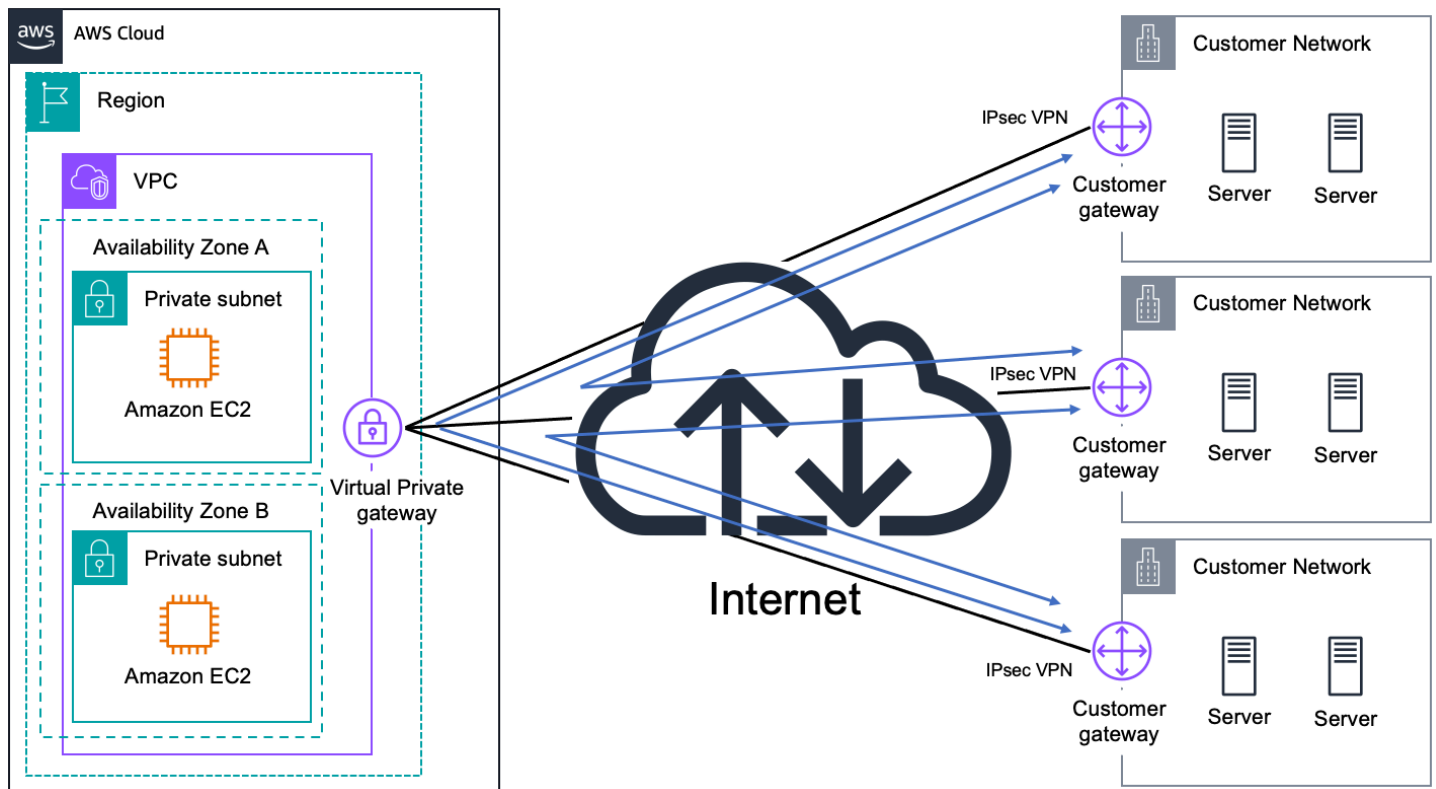 aws
AWS Cloud
Region
VPC
Availability Zone A
Private subnet
Amazon EC2
Virtual Private
gateway
Availability Zone B
Private subnet
Amazon EC2
Internet
IPsec VPN
Customer Network
Customer
gateway
Server
Server
IPsec VPN
Customer Network
Customer
gateway
Server
Server
IPsec VPN
Customer Network
Customer
gateway
Server
Server